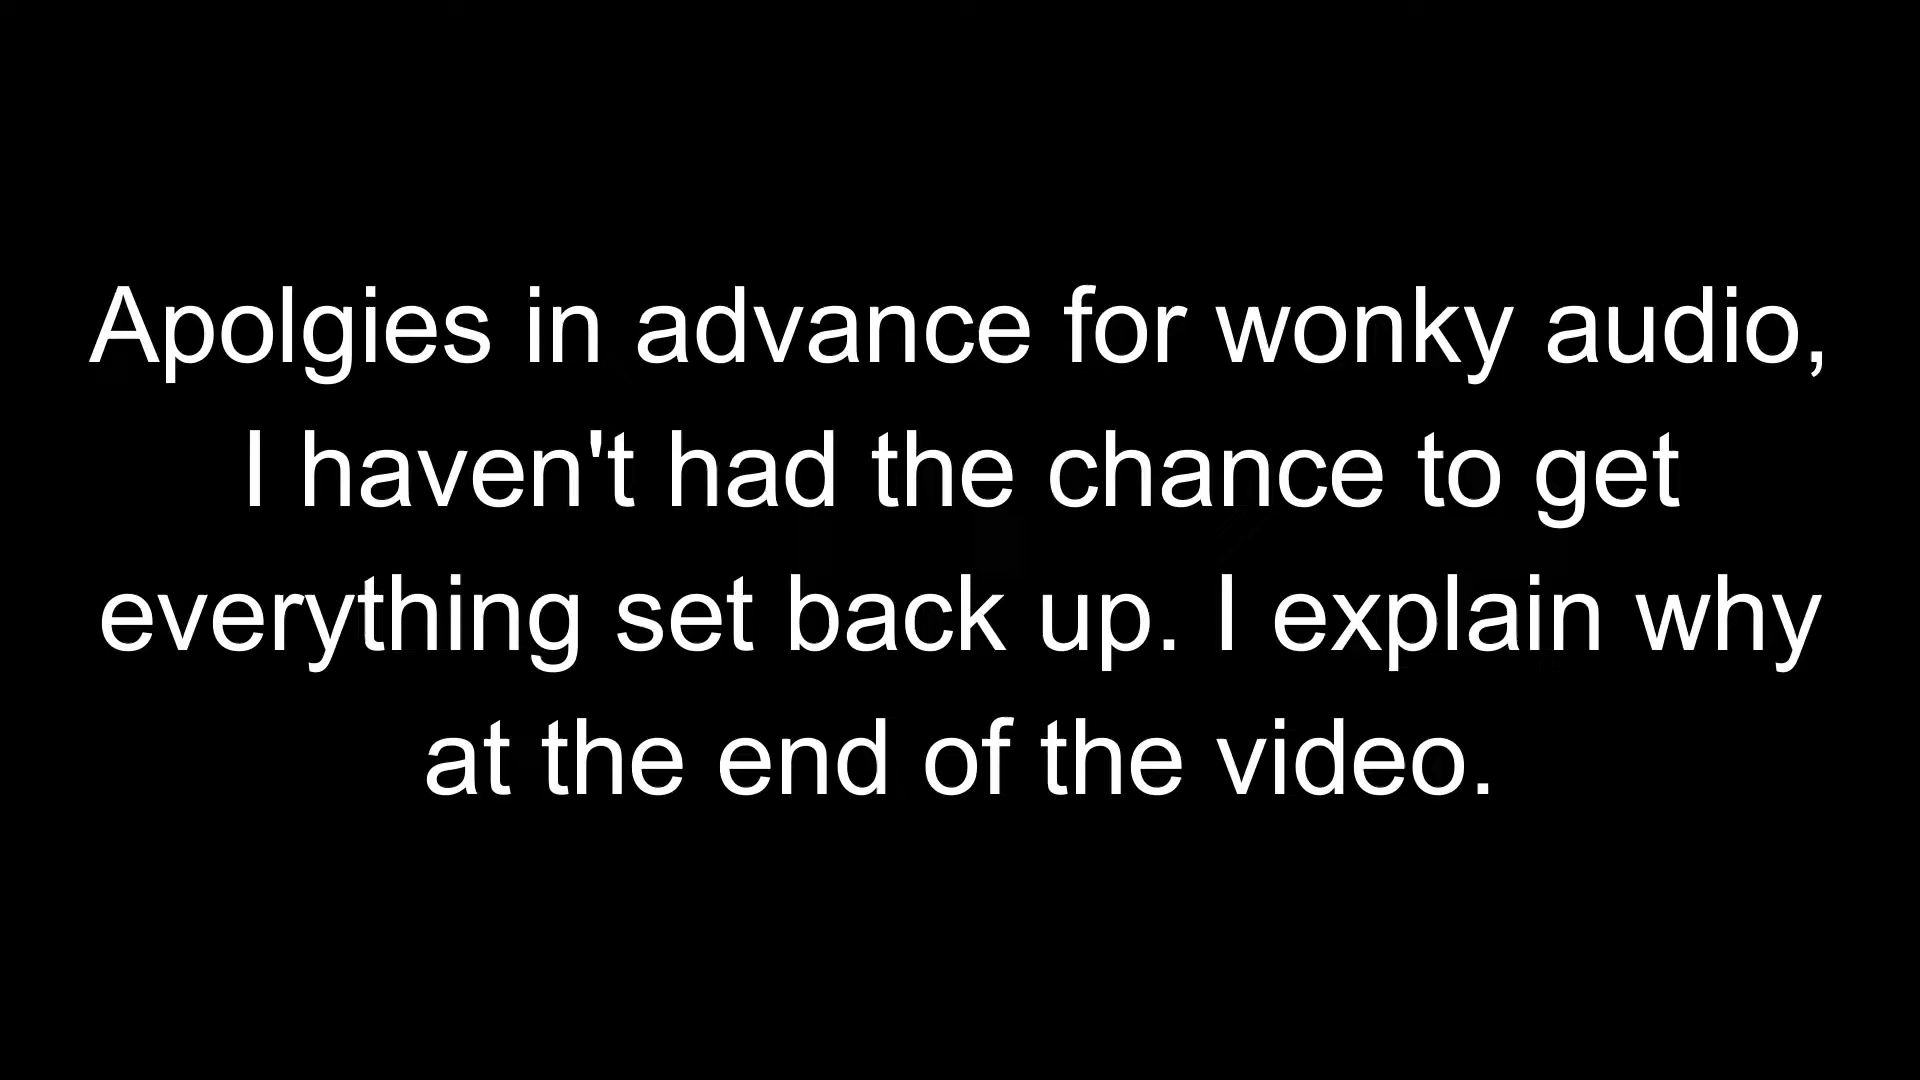 Apolgies in advance for wonky audio,
I haven't had the chance to get
everything set back up. I explain why
at the end of the video.